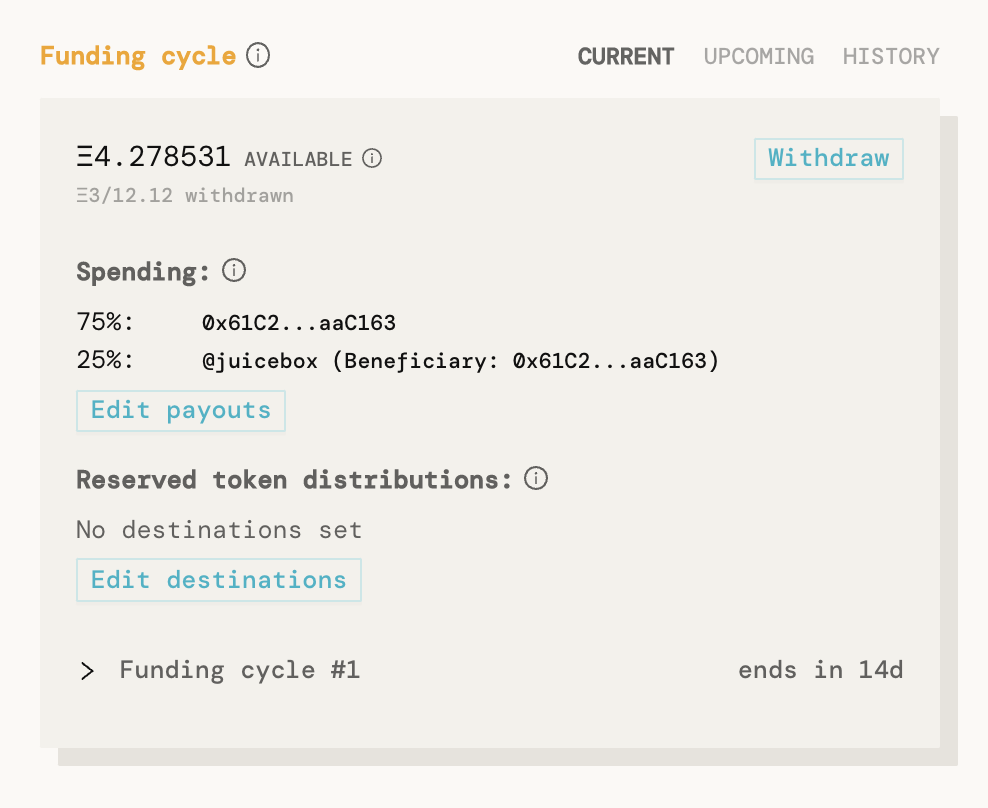 Funding cycle
CURRENT UPCOMING HISTORY
Ξ4.278531 AVAILABLE
Withdraw
Ξ3/12.12 withdrawn
Spending:
75%: 0x61C2...aaC163
25%: @juicebox (Beneficiary: 0x61C2...aaC163)
Edit payouts
Reserved token distributions:
No destinations set
Edit destinations
> Funding cycle #1
ends in 14d